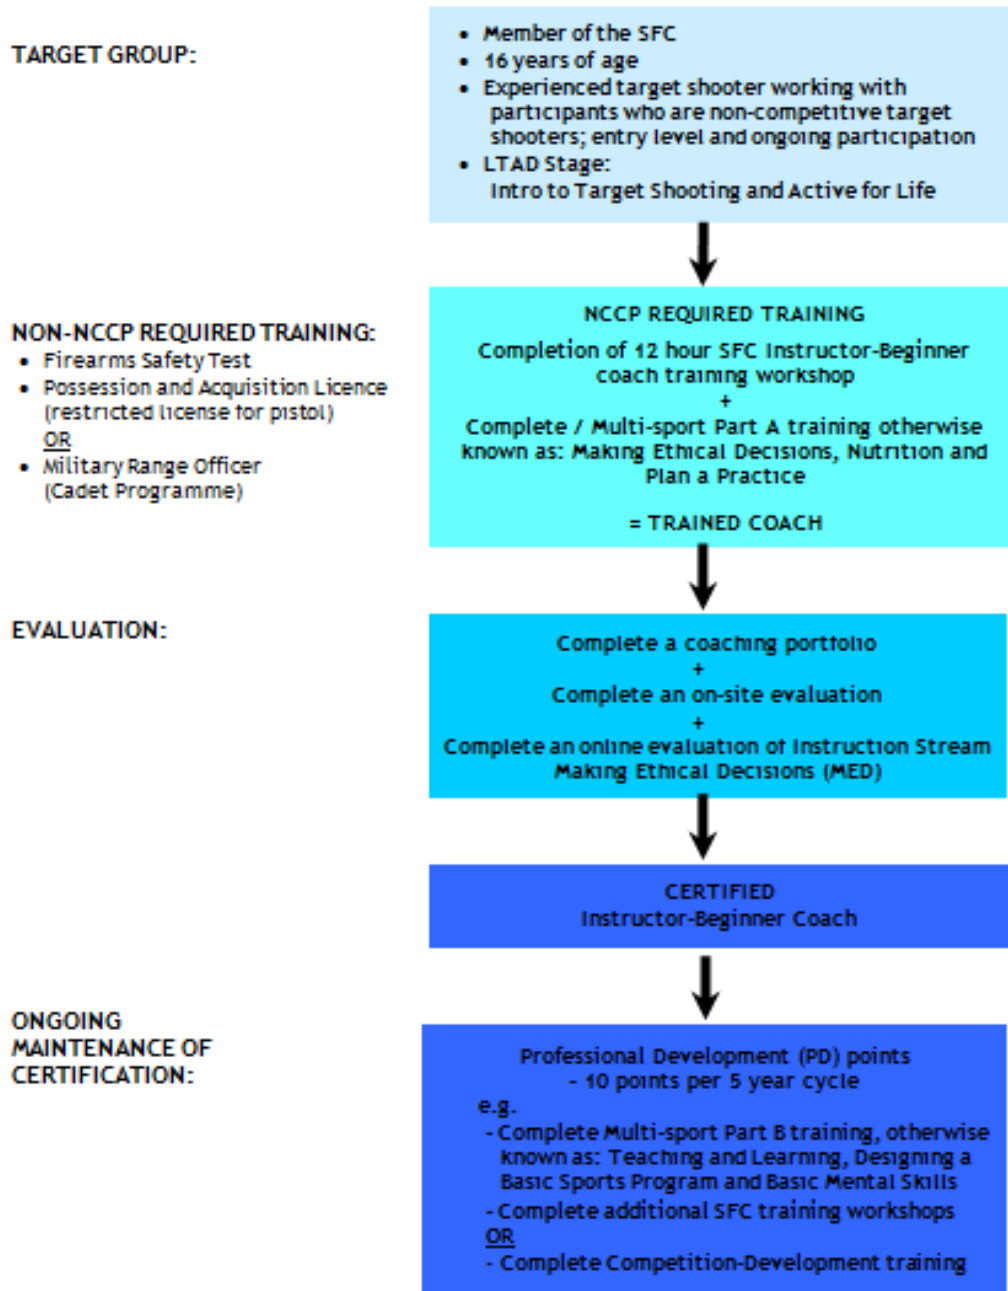 TARGET GROUP:
• Member of the SFC
• 16 years of age
• Experienced target shooter working with
participants who are non-competitive target
shooters; entry level and ongoing participation
• LTAD Stage:
Intro to Target Shooting and Active for Life
NON-NCCP REQUIRED TRAINING:
• Firearms Safety Test
• Possession and Acquisition Licence
(restricted license for pistol)
OR
• Military Range Officer
(Cadet Programme)
NCCP REQUIRED TRAINING
Completion of 12 hour SFC Instructor-Beginner
coach training workshop
+
Complete / Multi-sport Part A training otherwise
known as: Making Ethical Decisions, Nutrition and
Plan a Practice
= TRAINED COACH
EVALUATION:
Complete a coaching portfolio
+
Complete an on-site evaluation
+
Complete an online evaluation of Instruction Stream
Making Ethical Decisions (MED)
CERTIFIED
Instructor-Beginner Coach
ONGOING
MAINTENANCE OF
CERTIFICATION:
Professional Development (PD) points
- 10 points per 5 year cycle
e.g.
- Complete Multi-sport Part B training, otherwise
known as: Teaching and Learning, Designing a
Basic Sports Program and Basic Mental Skills
- Complete additional SFC training workshops
OR
- Complete Competition-Development training